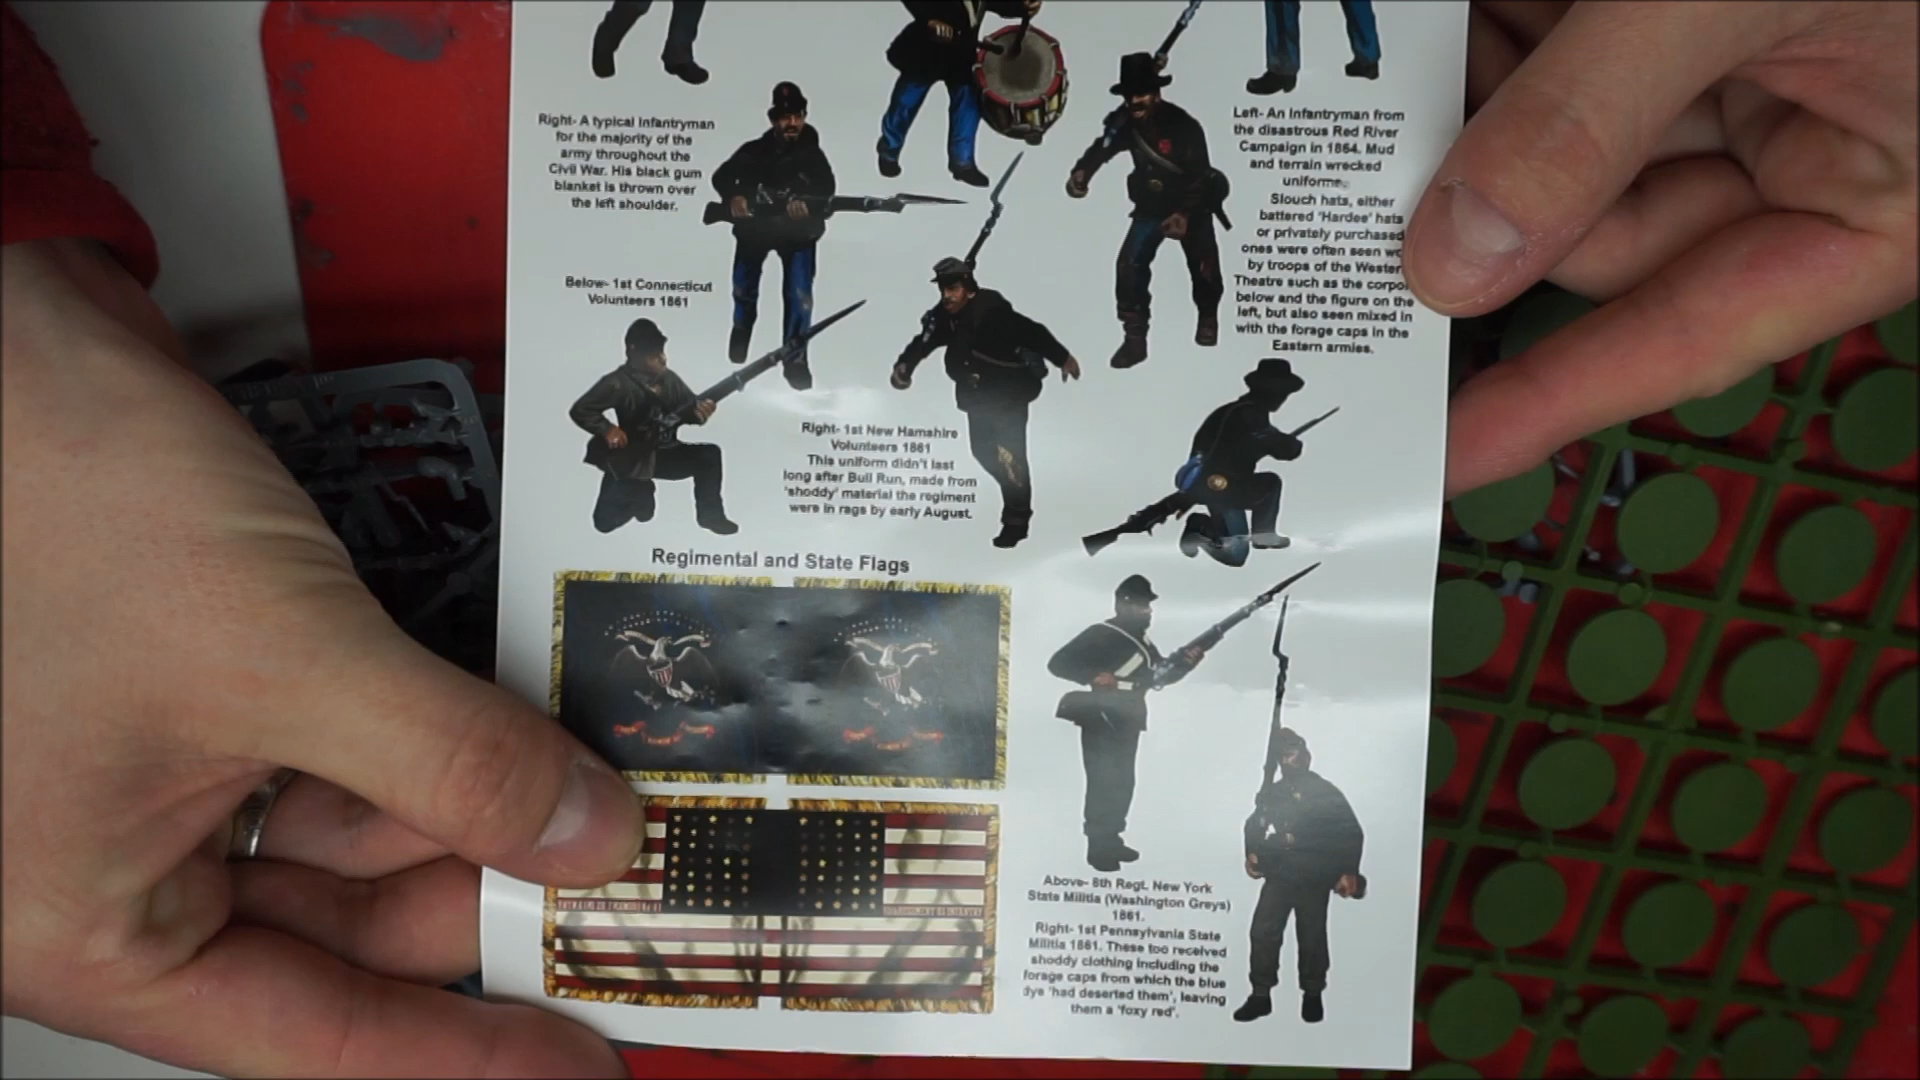 Right- A typical Infantryman
for the majority of the
army throughout the
Civil War. His black gum
blanket is thrown over
the left shoulder.
Left- An Infantryman from
the disastrous Red River
Campaign in 1864. Mud
and terrain wrecked
uniforms.
Slouch hats, either
battered 'Hardee' hats
or privately purchased
ones were often seen
by troops of the
Theatre such as the
below and the figure on the
left, but also seen mixed in
with the forage caps in the
Eastern armies.
Below- 1st Connecticut
Volunteers 1861
Right- 1st New Hamshire
Volunteers 1861
This uniform didn't last
long after Bull Run, made from
'shoddy' material the regiment
were in rags by early August.
Regimental and State Flags
Above- 8th Regt. New York
State Militia (Washington Greys)
1861.
Right- 1st Pennsylvania State
Militia 1861. These too received
shoddy clothing including the
forage caps from which the blue
dye 'had deserted them', leaving
them a 'foxy red'.